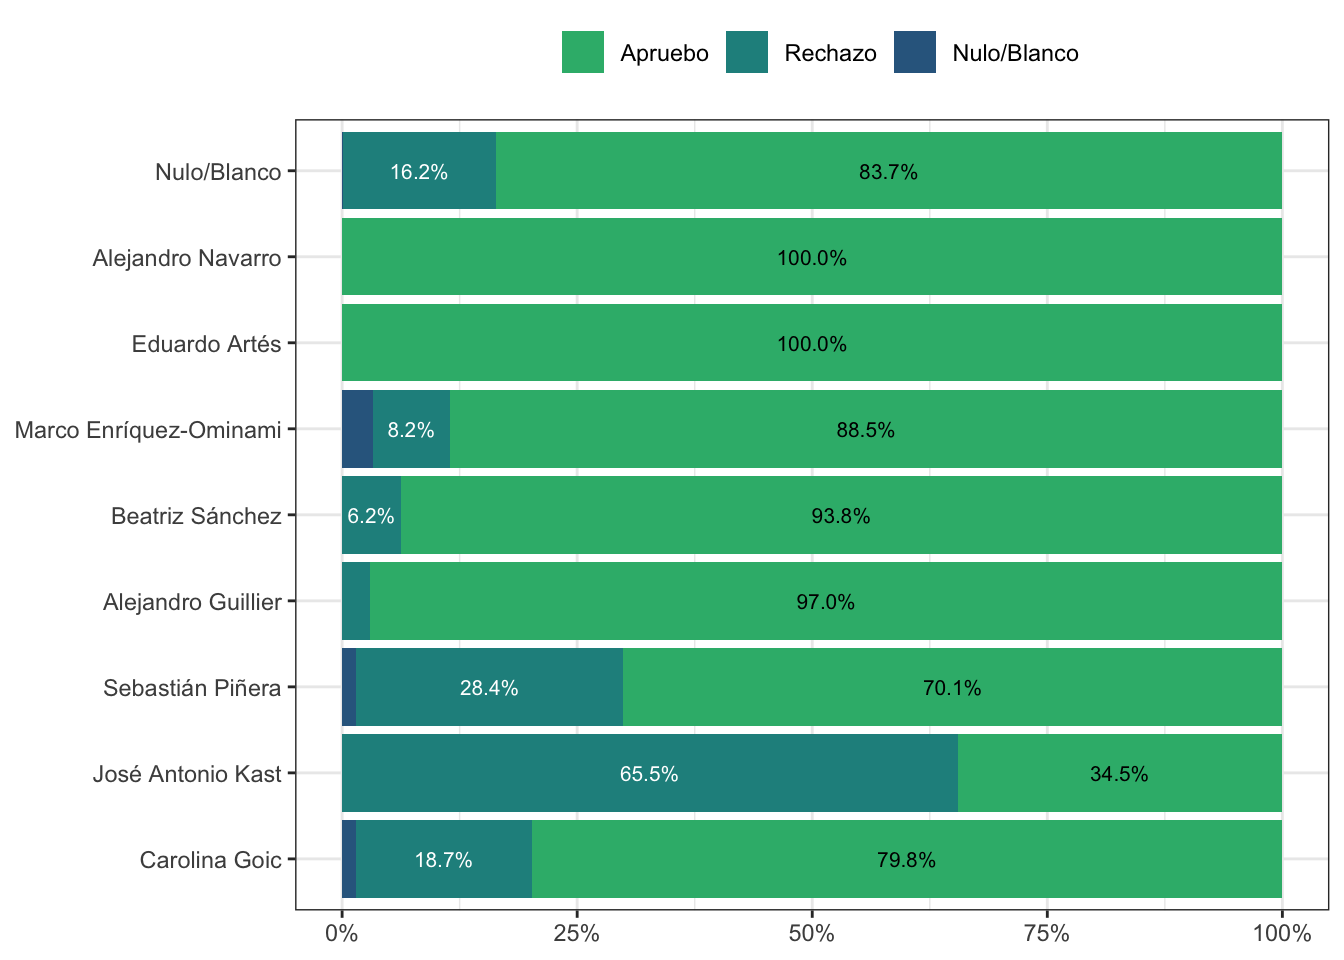 Apruebo Rechazo Nulo/Blanco
Nulo/Blanco 16.2% 83.7%
Alejandro Navarro 100.0%
Eduardo Artés 100.0%
Marco Enríquez-Ominami 8.2% 88.5%
Beatriz Sánchez 6.2% 93.8%
Alejandro Guillier 97.0%
Sebastián Piñera 28.4% 70.1%
José Antonio Kast 65.5% 34.5%
Carolina Goic 18.7% 79.8%
0% 25% 50% 75% 100%